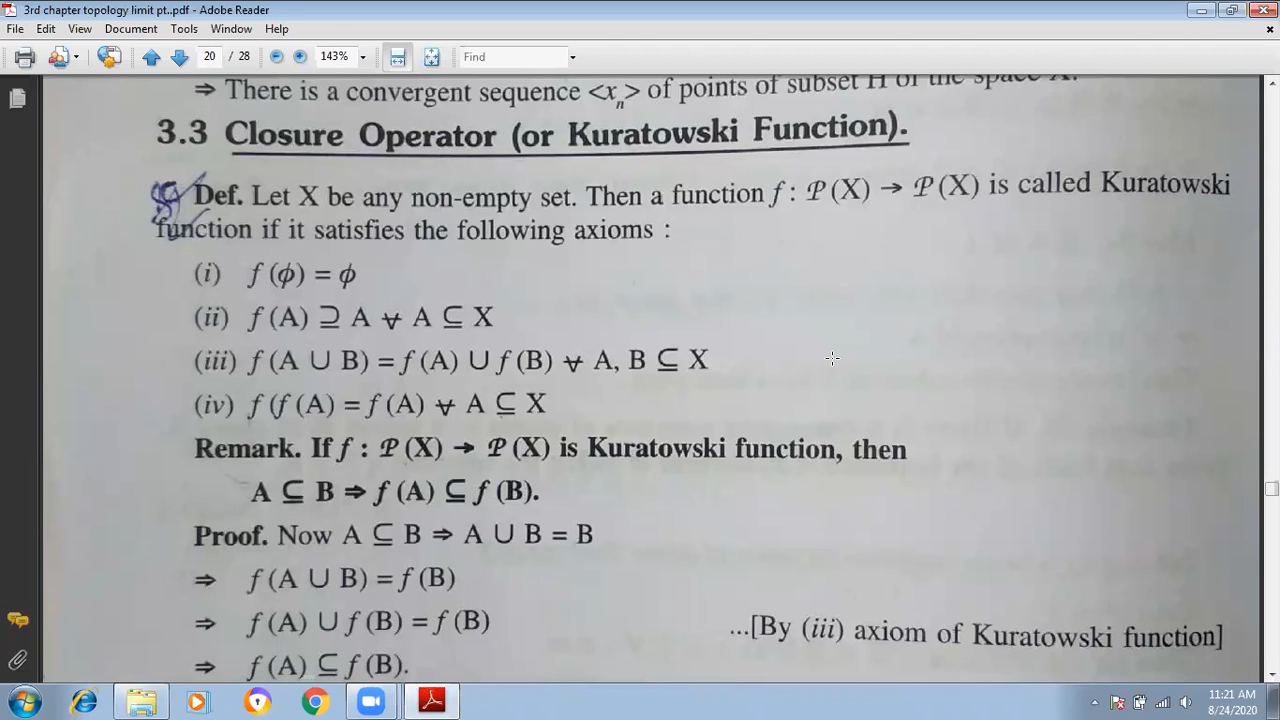 3rd chapter topology limit pt..pdf - Adobe Reader
File Edit View Document Tools Window Help
20 / 28 143% Find
⇒ There is a convergent sequence <xₙ> of points of subset H of the space X.
3.3 Closure Operator (or Kuratowski Function).
Def. Let X be any non-empty set. Then a function f : 𝒫(X) → 𝒫(X) is called Kuratowski
function if it satisfies the following axioms :
(i) f (ϕ) = ϕ
(ii) f (A) ⊇ A ∀ A ⊆ X
(iii) f (A ∪ B) = f (A) ∪ f (B) ∀ A, B ⊆ X
(iv) f (f (A) = f (A) ∀ A ⊆ X
Remark. If f : 𝒫(X) → 𝒫(X) is Kuratowski function, then
A ⊆ B ⇒ f (A) ⊆ f (B).
Proof. Now A ⊆ B ⇒ A ∪ B = B
⇒ f (A ∪ B) = f (B)
⇒ f (A) ∪ f (B) = f (B) ...[By (iii) axiom of Kuratowski function]
⇒ f (A) ⊆ f (B).
11:21 AM
8/24/2020